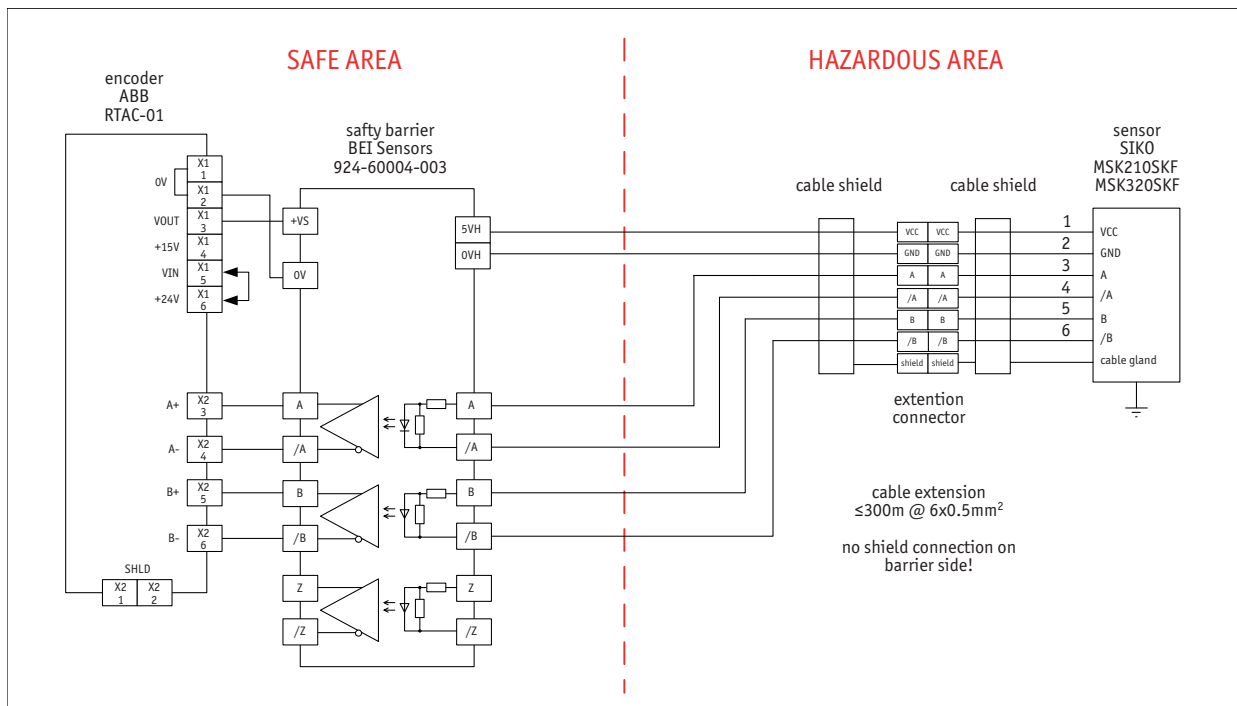 SAFE AREA
HAZARDOUS AREA
encoder
ABB
RTAC-01
safty barrier
BEI Sensors
924-60004-003
sensor
SIKO
MSK210SKF
MSK320SKF
cable shield
cable shield
0V
X1
1
X1
2
VOUT
X1
3
+15V
X1
4
VIN
X1
5
+24V
X1
6
+VS
0V
5VH
0VH
VCC
VCC
1
VCC
GND
GND
2
GND
A
A
3
A
/A
/A
4
/A
B
B
5
B
/B
/B
6
/B
shield
shield
cable gland
extention
connector
A+
X2
3
A
A
A-
X2
4
/A
/A
B+
X2
5
B
B
B-
X2
6
/B
/B
SHLD
X2
1
X2
2
Z
Z
/Z
/Z
cable extension
≤300m @ 6x0.5mm²
no shield connection on
barrier side!